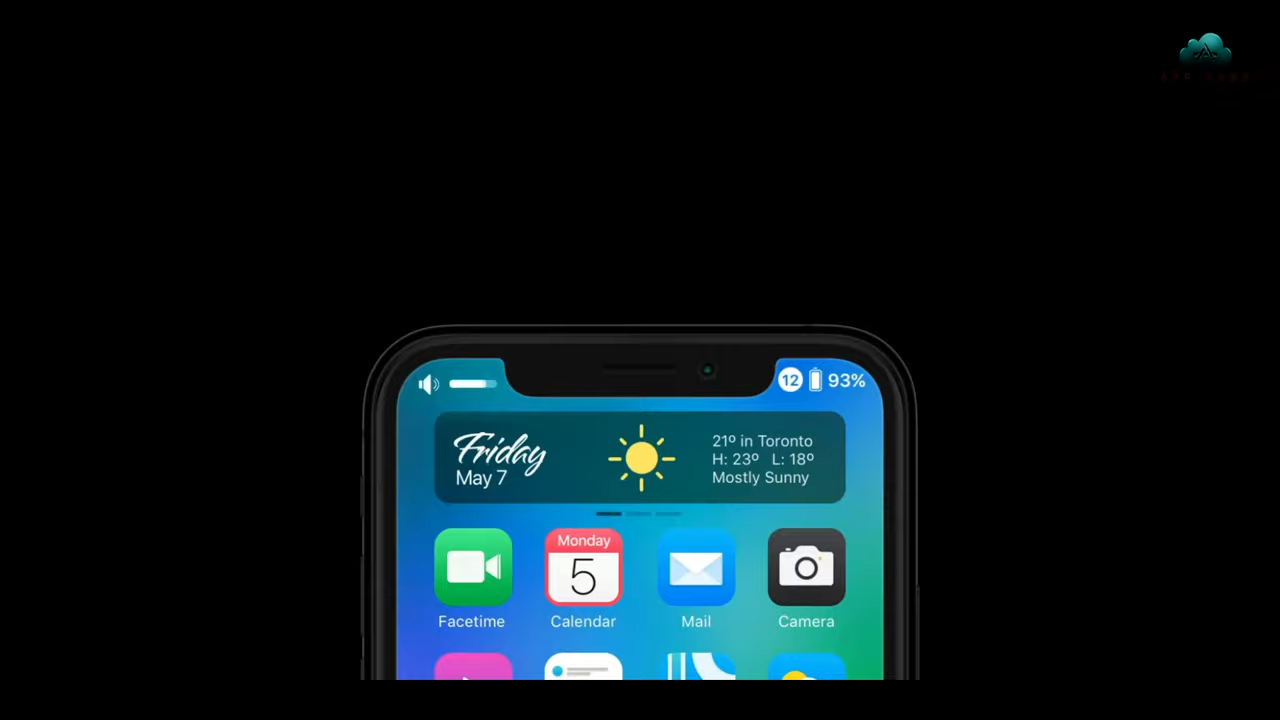 12 93%
Friday
May 7
21º in Toronto
H: 23º L: 18º
Mostly Sunny
Monday
5
Facetime
Calendar
Mail
Camera